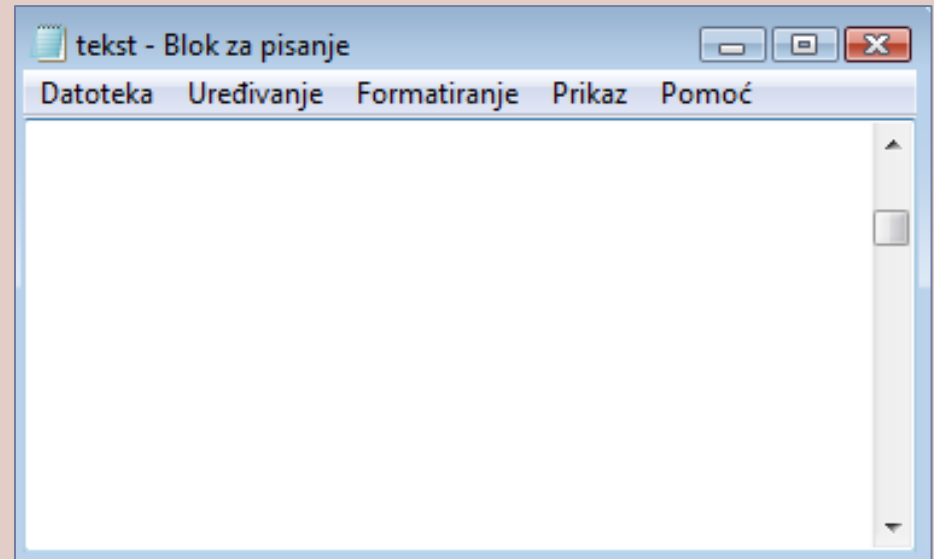 tekst - Blok za pisanje
Datoteka Uređivanje Formatiranje Prikaz Pomoć